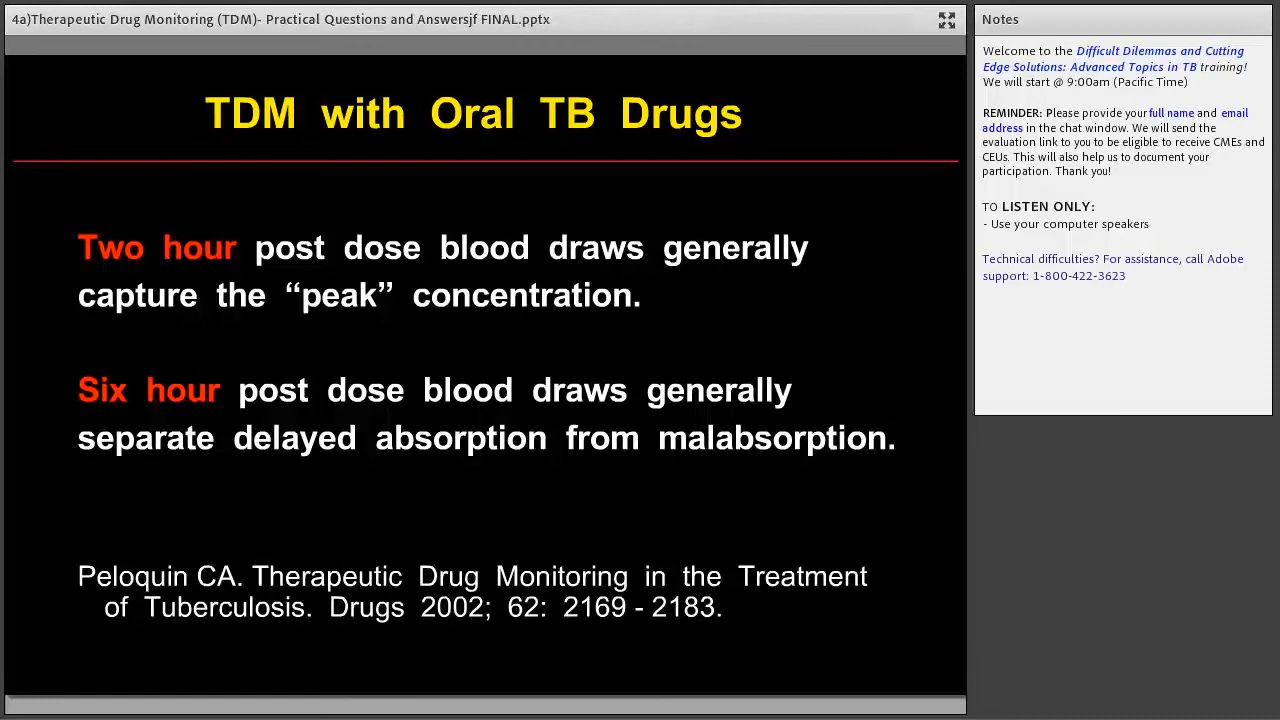 4a)Therapeutic Drug Monitoring (TDM)- Practical Questions and Answersjf FINAL.pptx
TDM with Oral TB Drugs
Two hour post dose blood draws generally
capture the “peak” concentration.
Six hour post dose blood draws generally
separate delayed absorption from malabsorption.
Peloquin CA. Therapeutic Drug Monitoring in the Treatment
of Tuberculosis. Drugs 2002; 62: 2169 - 2183.
Notes
Welcome to the Difficult Dilemmas and Cutting
Edge Solutions: Advanced Topics in TB training!
We will start @ 9:00am (Pacific Time)
REMINDER: Please provide your full name and email
address in the chat window. We will send the
evaluation link to you to be eligible to receive CMEs and
CEUs. This will also help us to document your
participation. Thank you!
TO LISTEN ONLY:
- Use your computer speakers
Technical difficulties? For assistance, call Adobe
support: 1-800-422-3623